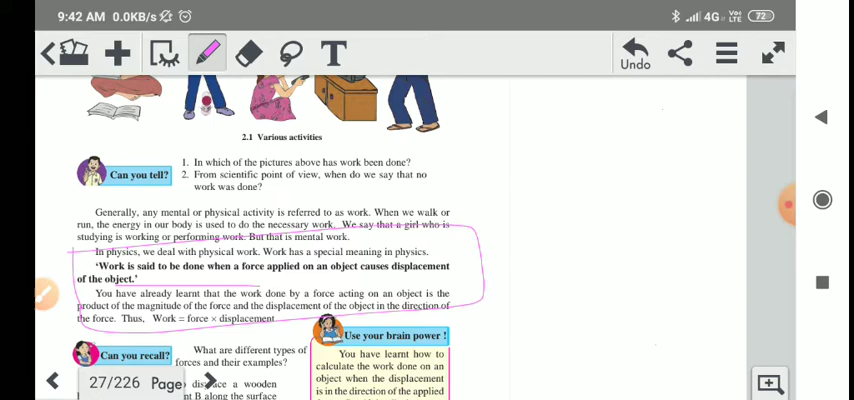 9:42 AM 0.0KB/s
4G VoLTE 72
T
Undo
2.1 Various activities
Can you tell?
1. In which of the pictures above has work been done?
2. From scientific point of view, when do we say that no
work was done?
Generally, any mental or physical activity is referred to as work. When we walk or
run, the energy in our body is used to do the necessary work. We say that a girl who is
studying is working or performing work. But that is mental work.
In physics, we deal with physical work. Work has a special meaning in physics.
‘Work is said to be done when a force applied on an object causes displacement
of the object.’
You have already learnt that the work done by a force acting on an object is the
product of the magnitude of the force and the displacement of the object in the direction of
the force. Thus, Work = force × displacement
Can you recall?
What are different types of
forces and their examples?
Use your brain power !
You have learnt how to
calculate the work done on an
object when the displacement
is in the direction of the applied
a wooden
B along the surface
27/226 Page